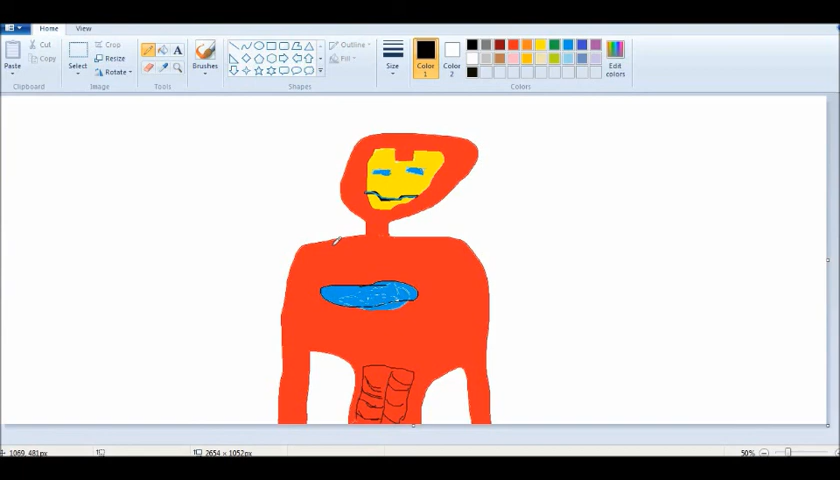 Home View
Cut Crop Outline
Copy Resize Fill
Paste Select Rotate A Brushes Size Color 1 Color 2 Edit colors
Clipboard Image Tools Shapes Colors
1069, 481px 2654 × 1052px 50%